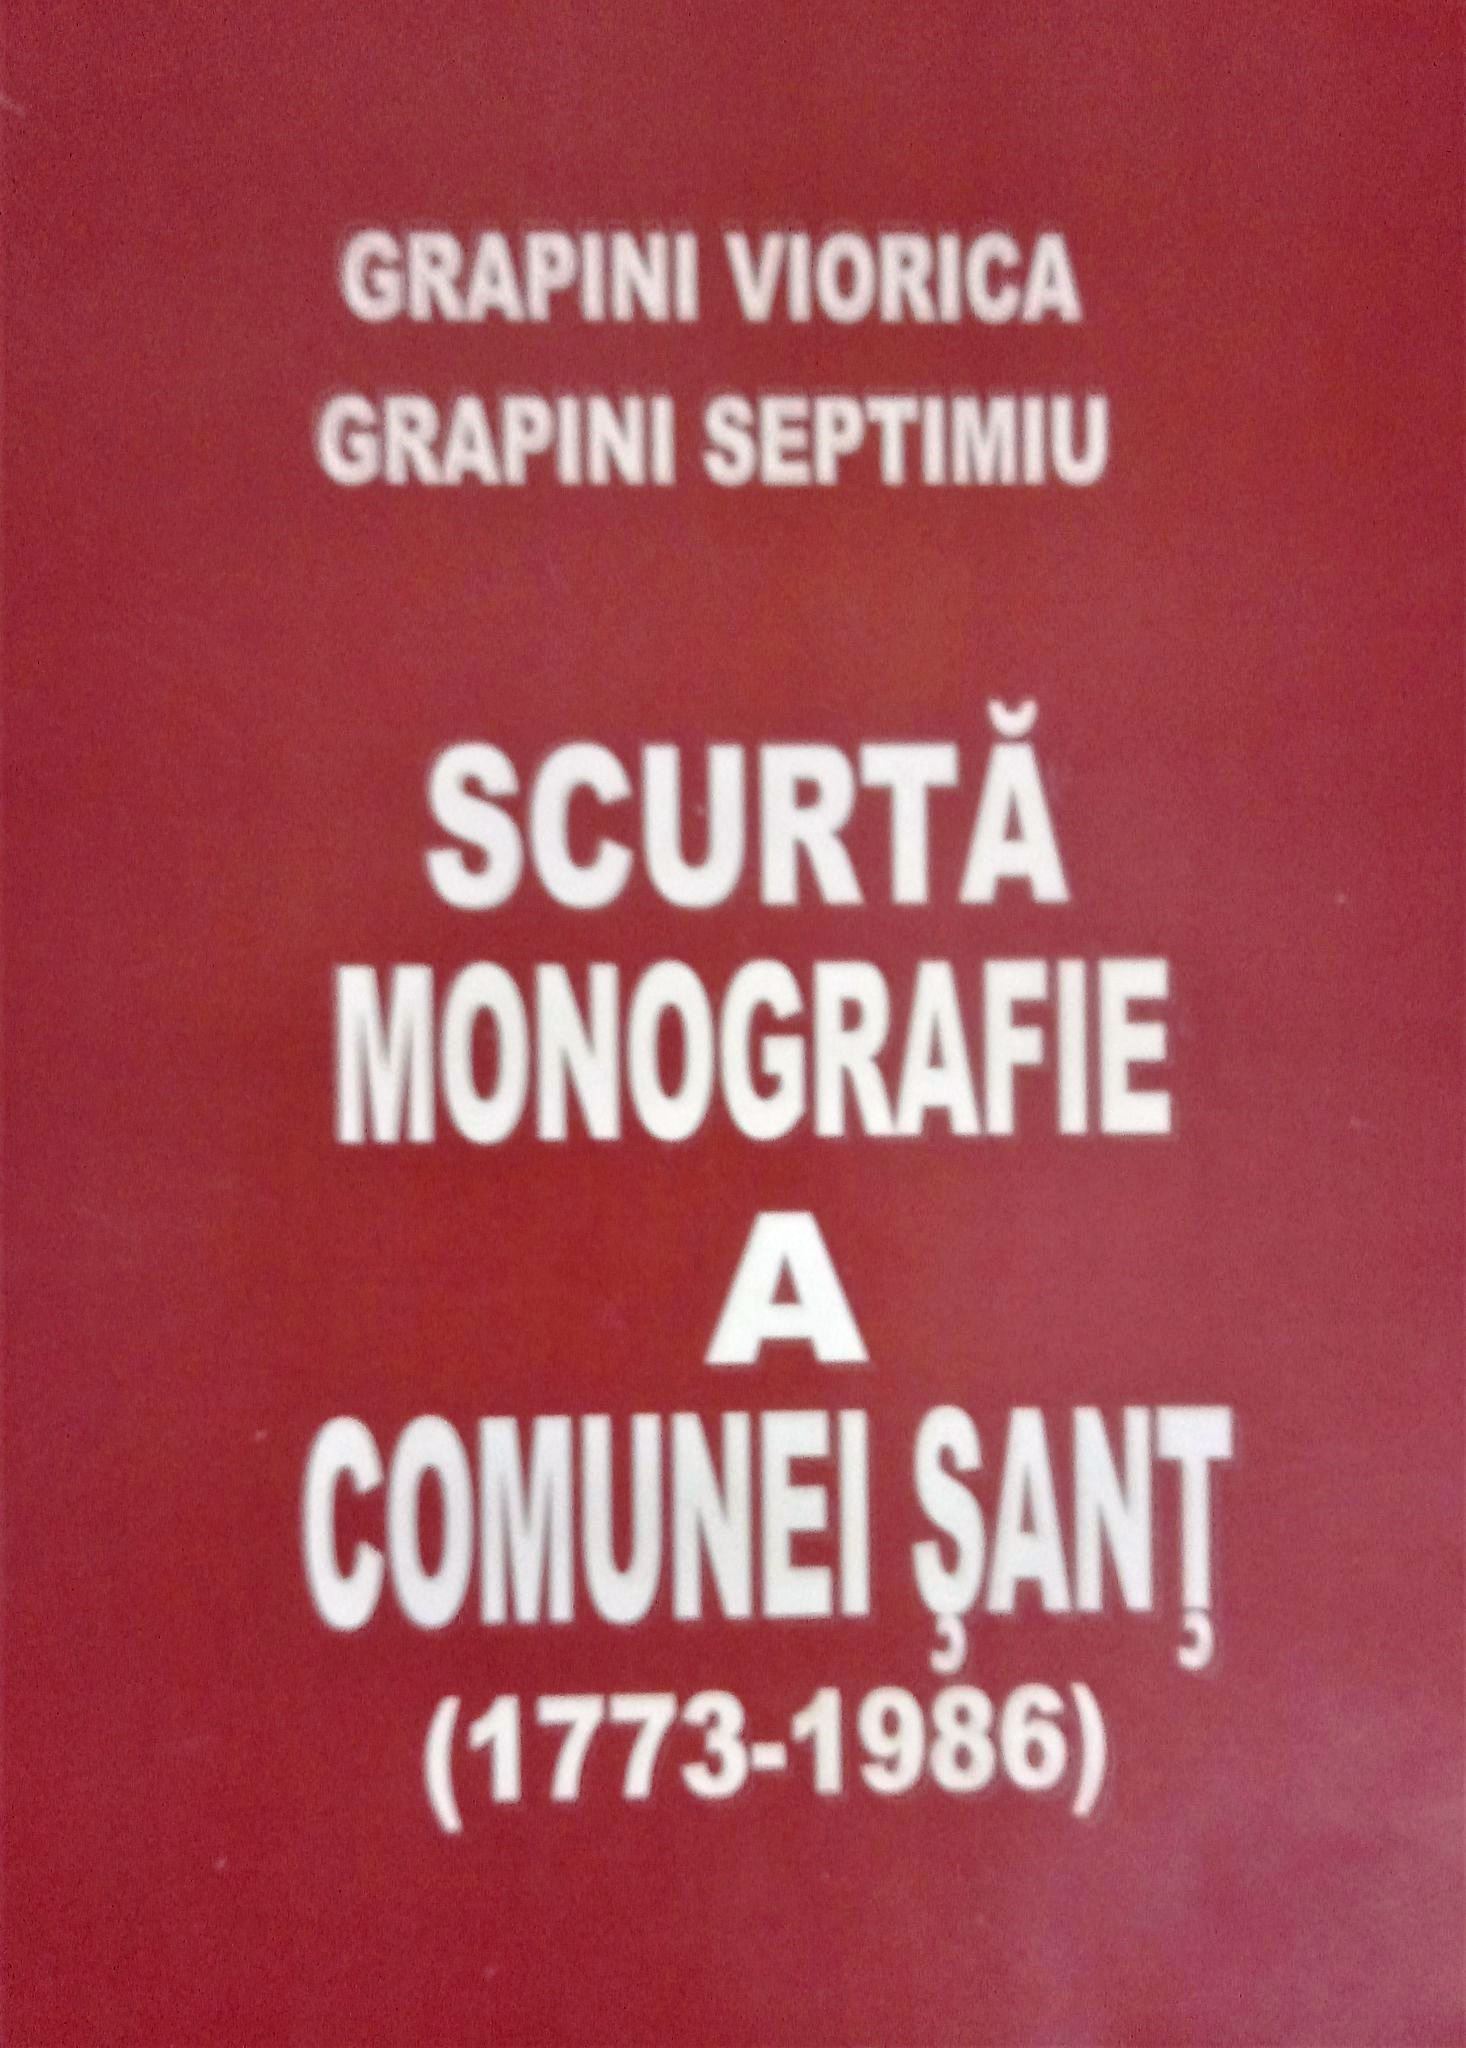 GRAPINI VIORICA
GRAPINI SEPTIMIU
SCURTĂ
MONOGRAFIE
A
COMUNEI ŞANŢ
(1773-1986)